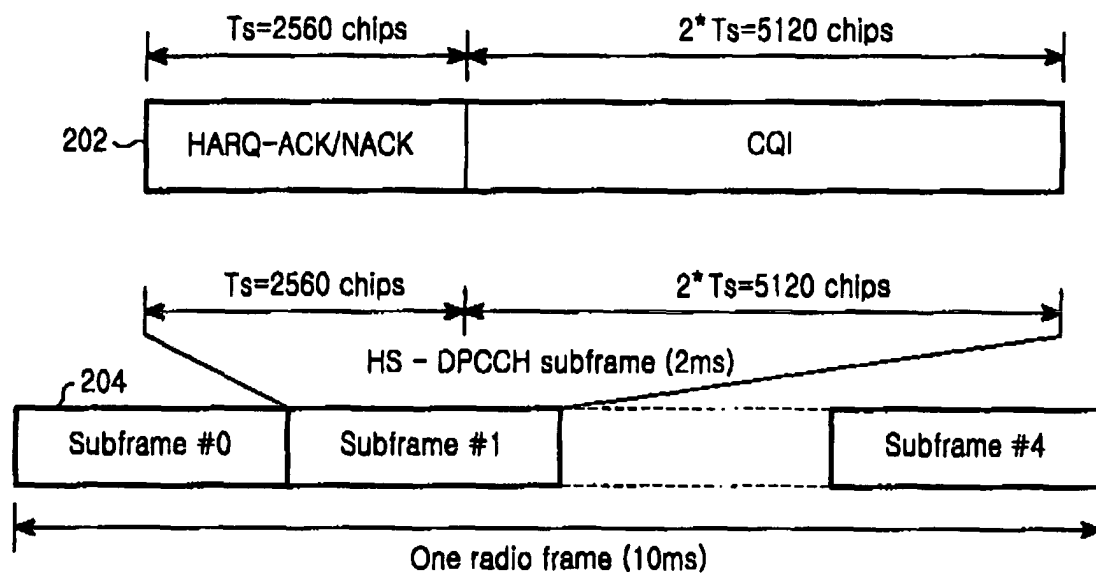 Ts=2560 chips 2* Ts=5120 chips
202 HARQ-ACK/NACK CQI
Ts=2560 chips 2* Ts=5120 chips
HS - DPCCH subframe (2ms)
204
Subframe #0 Subframe #1 Subframe #4
One radio frame (10ms)